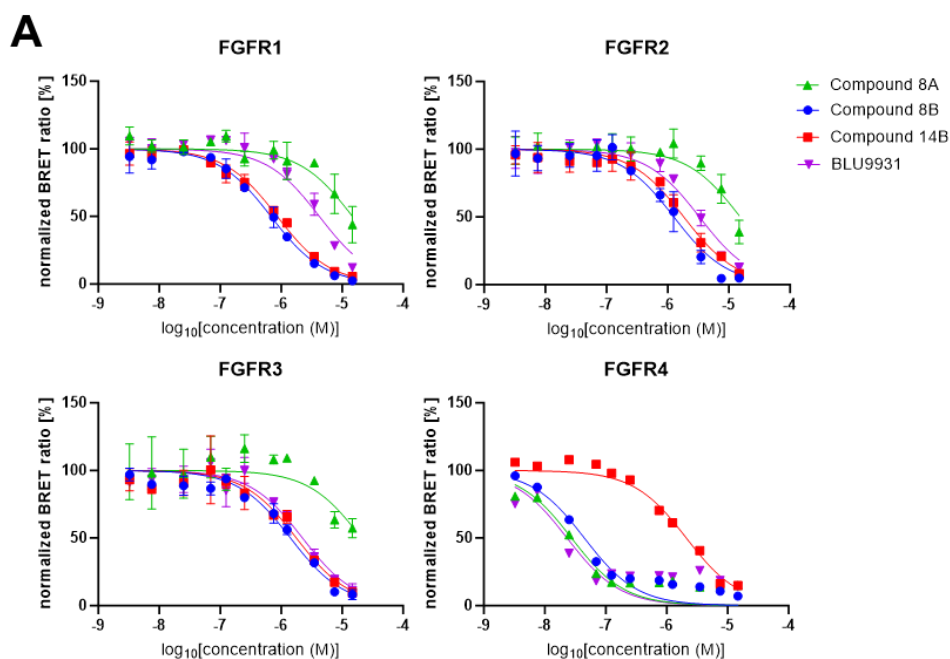 A
FGFR1
normalized BRET ratio [%]
150
100
50
0
-9 -8 -7 -6 -5 -4
log10[concentration (M)]
FGFR2
normalized BRET ratio [%]
150
100
50
0
-9 -8 -7 -6 -5 -4
log10[concentration (M)]
Compound 8A
Compound 8B
Compound 14B
BLU9931
FGFR3
normalized BRET ratio [%]
150
100
50
0
-9 -8 -7 -6 -5 -4
log10[concentration (M)]
FGFR4
normalized BRET ratio [%]
150
100
50
0
-9 -8 -7 -6 -5 -4
log10[concentration (M)]